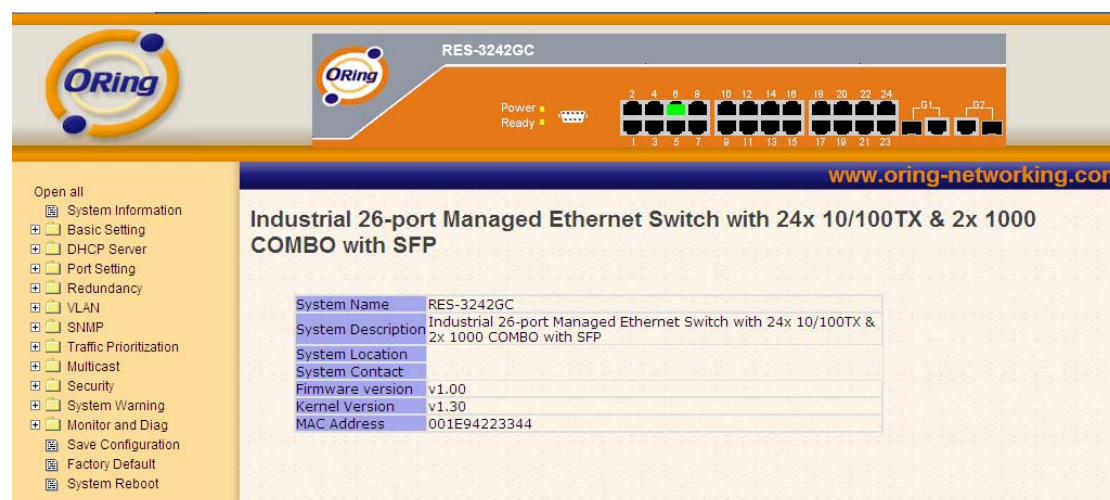 ORing
RES-3242GC
ORing
Power
Ready
2 4 6 8 10 12 14 16 18 20 22 24
G1 G2
1 3 5 7 9 11 13 15 17 19 21 23
www.oring-networking.com
Open all
System Information
Basic Setting
DHCP Server
Port Setting
Redundancy
VLAN
SNMP
Traffic Prioritization
Multicast
Security
System Warning
Monitor and Diag
Save Configuration
Factory Default
System Reboot
Industrial 26-port Managed Ethernet Switch with 24x 10/100TX & 2x 1000
COMBO with SFP
System Name RES-3242GC
System Description Industrial 26-port Managed Ethernet Switch with 24x 10/100TX &
2x 1000 COMBO with SFP
System Location
System Contact
Firmware version v1.00
Kernel Version v1.30
MAC Address 001E94223344